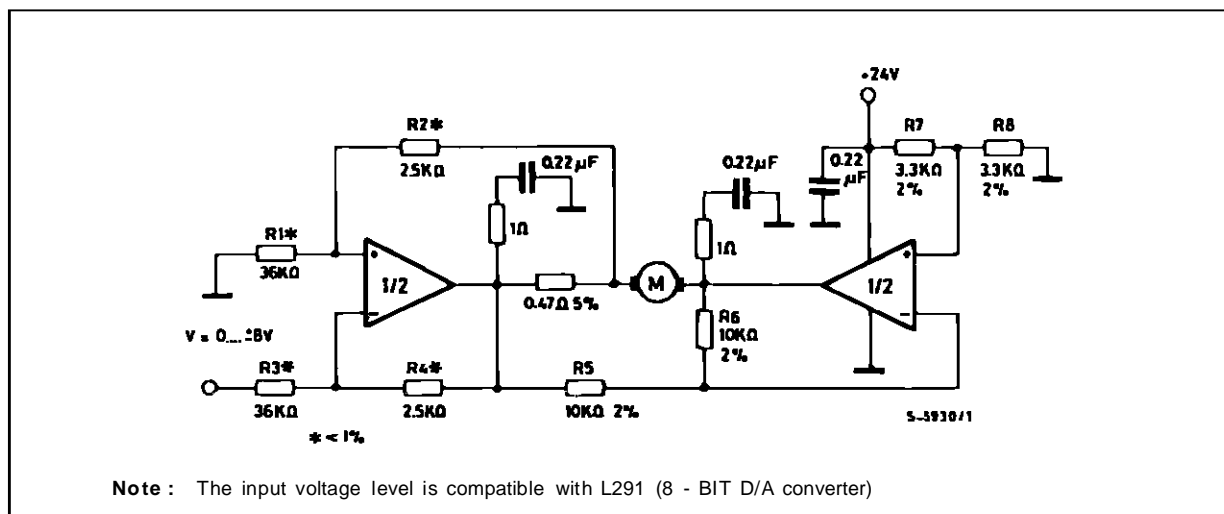 +24V
R2*
2.5KΩ
0.22μF
1Ω
0.22μF
1Ω
0.22
μF
R7
3.3KΩ
2%
R8
3.3KΩ
2%
R1*
36KΩ
+
1/2
−
0.47Ω 5%
M
+
1/2
−
R6
10KΩ
2%
V = 0....±8V
R3*
36KΩ
R4*
2.5KΩ
R5
10KΩ 2%
* < 1%
S-5930/1
Note : The input voltage level is compatible with L291 (8 - BIT D/A converter)